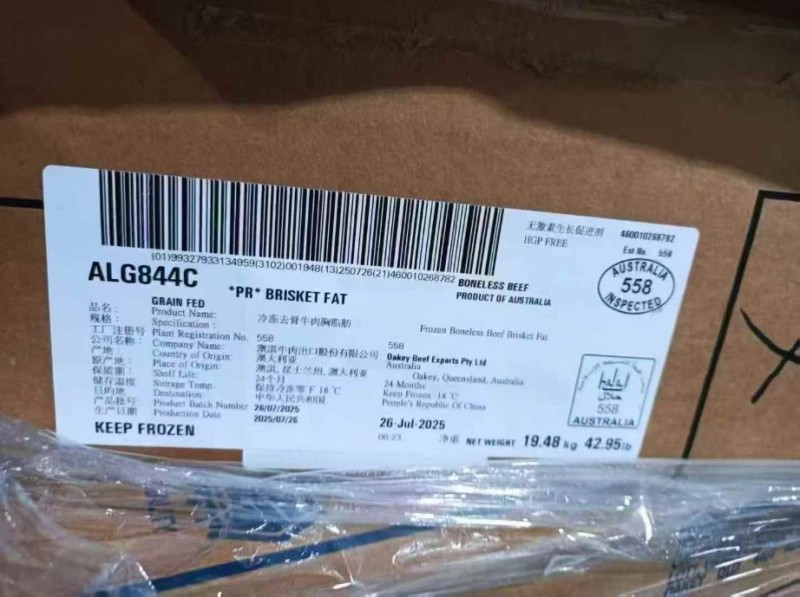 (01)99327933134959(3102)001948(13)250726(21)460010268782
无激素生长促进剂 460010268782
HGP FREE Est No. 558
ALG844C
*PR* BRISKET FAT
BONELESS BEEF
PRODUCT OF AUSTRALIA
AUSTRALIA
558
INSPECTED
GRAIN FED
品名: Product Name: 冷冻去骨牛肉胸脂肪 Frozen Boneless Beef Brisket Fat
规格: Specification:
工厂注册号 Plant Registration No. 558 558
公司名称: Company Name: 澳淇牛肉出口股份有限公司 Oakey Beef Exports Pty Ltd
产地: Country of Origin: 澳大利亚 Australia
原产地: Place of Origin: 澳淇, 昆士兰州, 澳大利亚 Oakey, Queensland, Australia
保质期: Shelf Life: 24个月 24 Months
储存温度 Storage Temp. 保持冷冻零下 18 ℃ Keep Frozen -18 ℃
目的地: Destination: 中华人民共和国 People's Republic Of China
产品批号: Product Batch Number 26/07/2025
生产日期 Production Date 2025/07/26
26-Jul-2025
KEEP FROZEN
净重 NET WEIGHT 19.48 kg 42.95lb
halal
حلال
558
AUSTRALIA